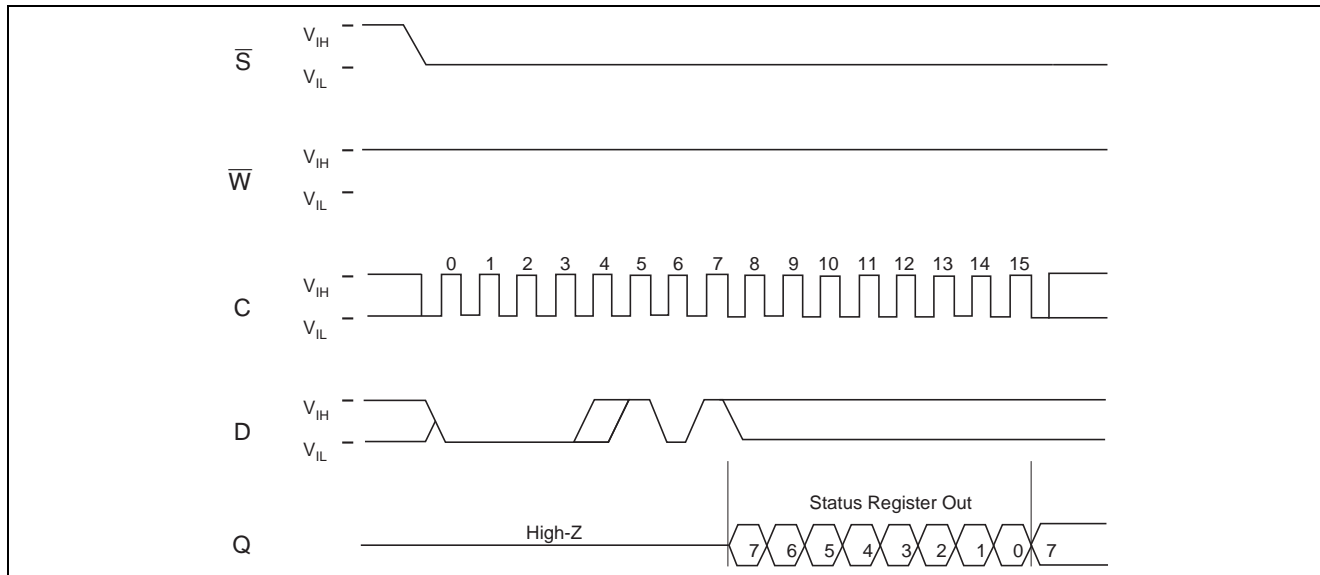 S̅
V_IH
V_IL
W̅
V_IH
V_IL
0 1 2 3 4 5 6 7 8 9 10 11 12 13 14 15
C
V_IH
V_IL
D
V_IH
V_IL
Status Register Out
High-Z
Q
7 6 5 4 3 2 1 0 7